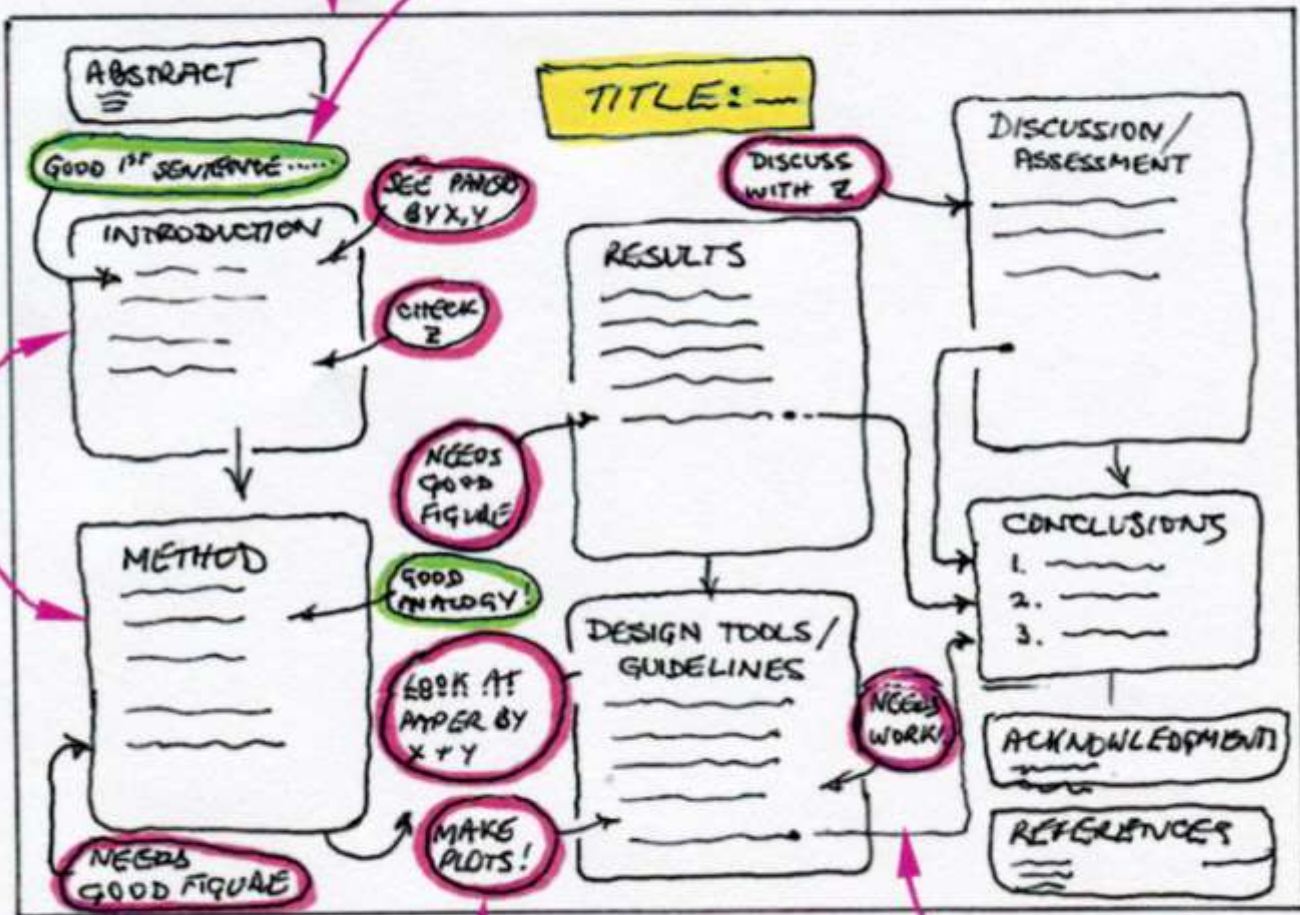 ABSTRACT
GOOD 1ST SENTENCE.....
INTRODUCTION
SEE PAPERS
BY X, Y
CHECK
Z
METHOD
GOOD
ANALOGY!
NEEDS
GOOD FIGURE
TITLE:
RESULTS
NEEDS
GOOD
FIGURE
DESIGN TOOLS/
GUIDELINES
LOOK AT
PAPER BY
X + Y
MAKE
PLOTS!
NEEDS
WORK!
DISCUSS
WITH Z
DISCUSSION/
ASSESSMENT
CONCLUSIONS
1.
2.
3.
ACKNOWLEDGMENTS
REFERENCES